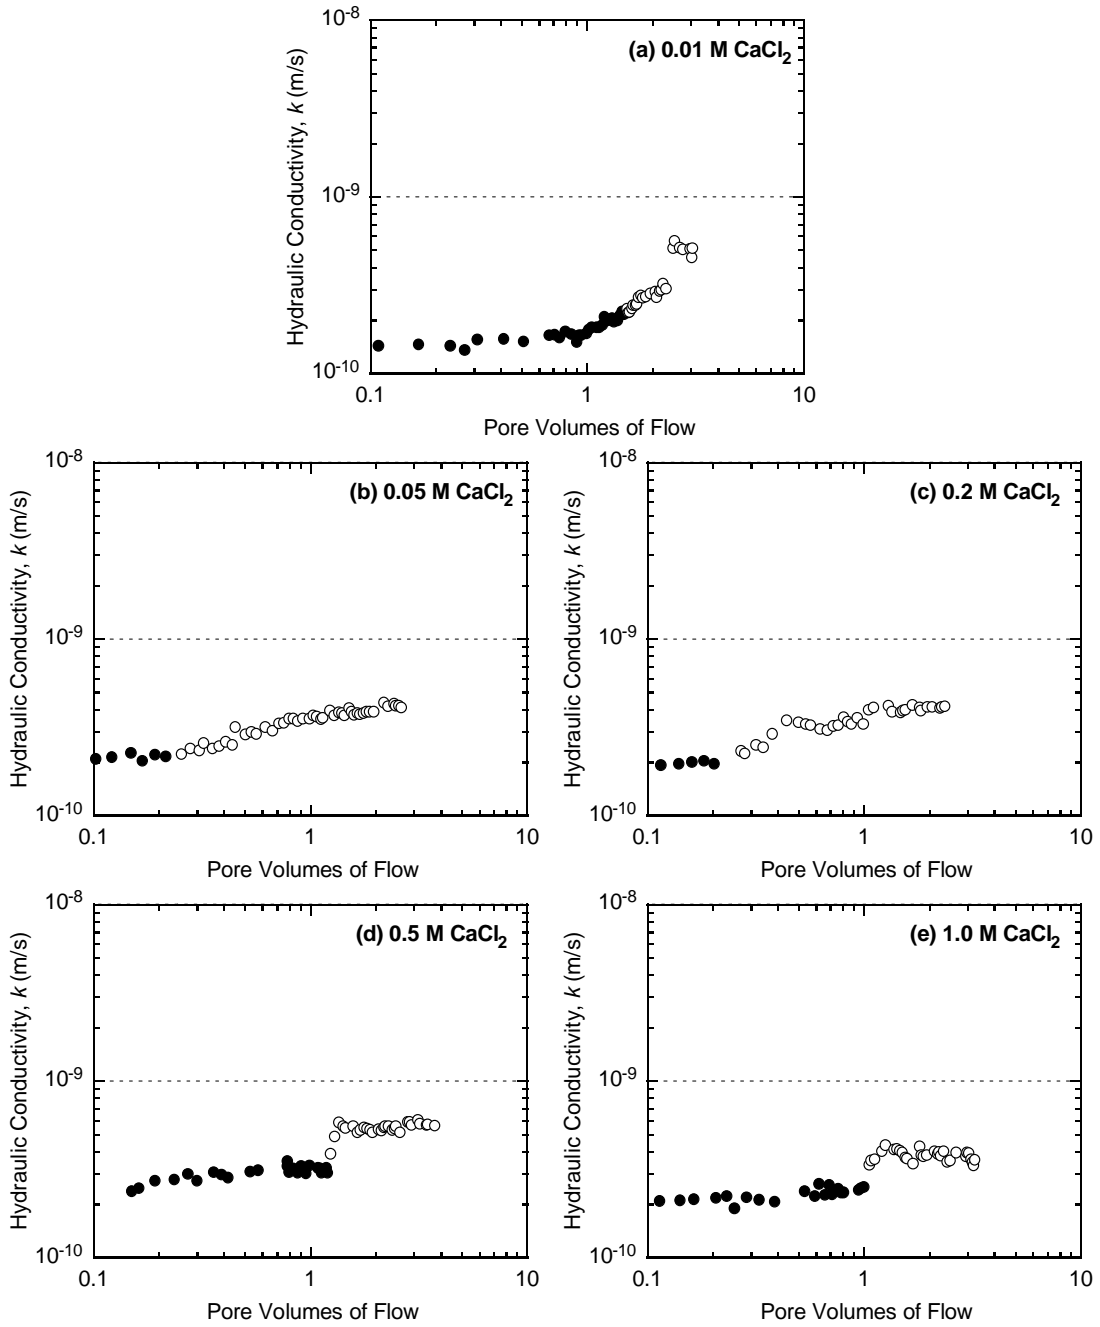 (a) 0.01 M CaCl2
Hydraulic Conductivity, k (m/s)
10-8
10-9
10-10
0.1
1
10
Pore Volumes of Flow
(b) 0.05 M CaCl2
Hydraulic Conductivity, k (m/s)
10-8
10-9
10-10
0.1
1
10
Pore Volumes of Flow
(c) 0.2 M CaCl2
Hydraulic Conductivity, k (m/s)
10-8
10-9
10-10
0.1
1
10
Pore Volumes of Flow
(d) 0.5 M CaCl2
Hydraulic Conductivity, k (m/s)
10-8
10-9
10-10
0.1
1
10
Pore Volumes of Flow
(e) 1.0 M CaCl2
Hydraulic Conductivity, k (m/s)
10-8
10-9
10-10
0.1
1
10
Pore Volumes of Flow